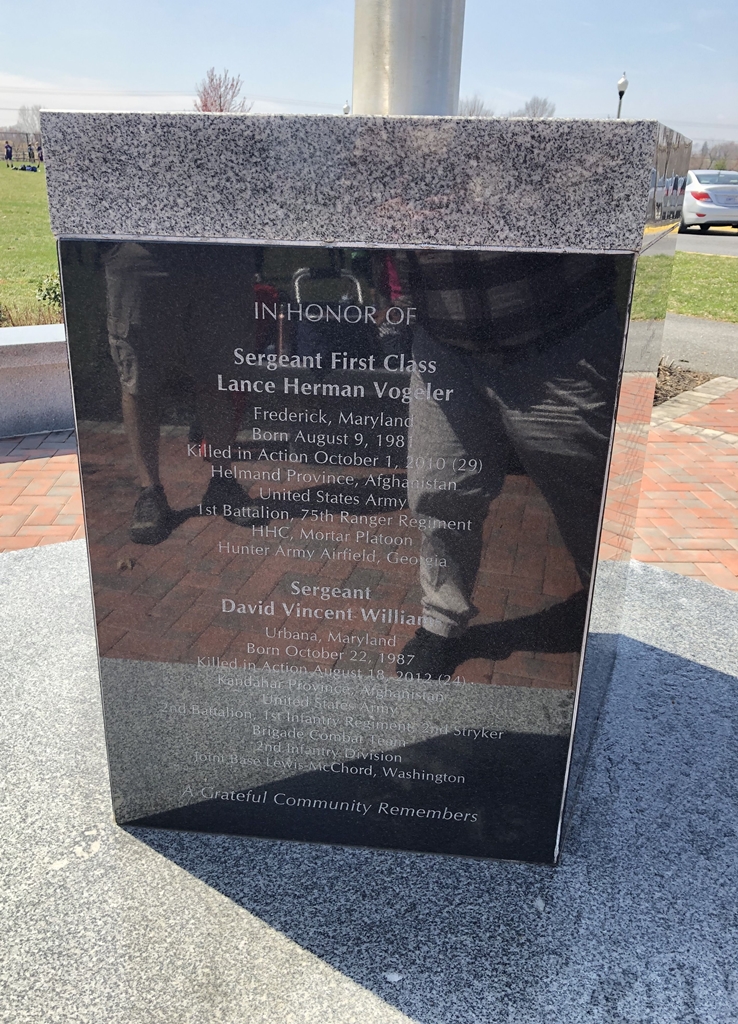 IN HONOR OF
Sergeant First Class
Lance Herman Vogeler
Frederick, Maryland
Born August 9, 1981
Killed in Action October 1, 2010 (29)
Helmand Province, Afghanistan
United States Army
1st Battalion, 75th Ranger Regiment
HHC, Mortar Platoon
Hunter Army Airfield, Georgia
Sergeant
David Vincent Williams
Urbana, Maryland
Born October 22, 1987
Killed in Action August 18, 2012 (24)
Kandahar Province, Afghanistan
United States Army
2nd Battalion, 1st Infantry Regiment, 2nd Stryker
Brigade Combat Team
2nd Infantry Division
Joint Base Lewis-McChord, Washington
A Grateful Community Remembers